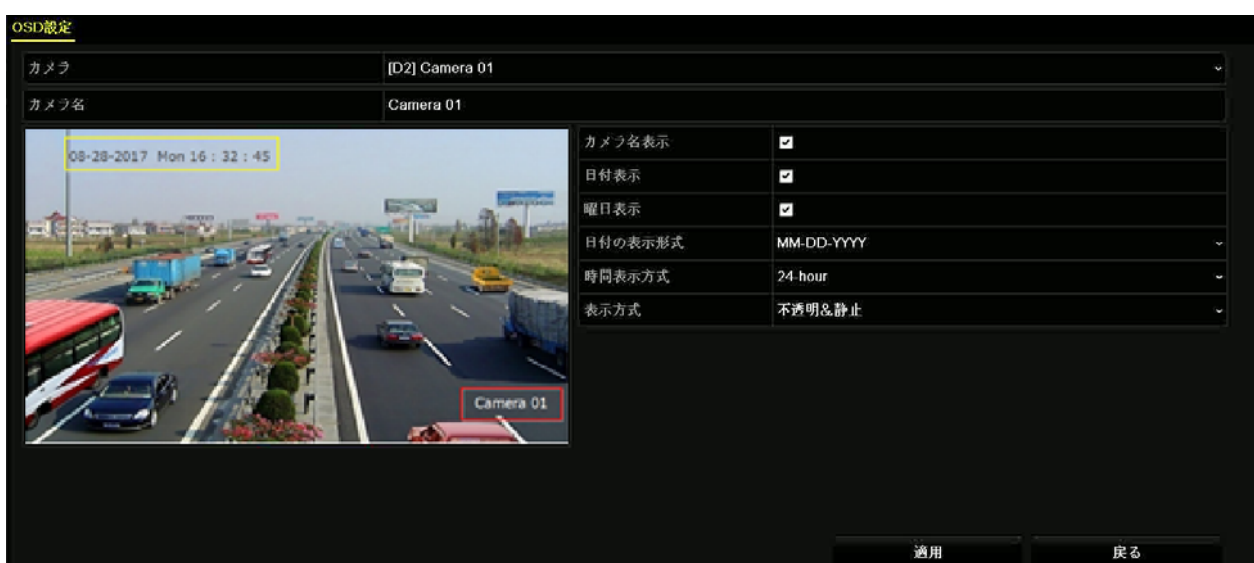 OSD設定
カメラ [D2] Camera 01
カメラ名 Camera 01
08-28-2017 Mon 16 : 32 : 45
Camera 01
カメラ名表示
日付表示
曜日表示
日付の表示形式 MM-DD-YYYY
時間表示方式 24-hour
表示方式 不透明&静止
適用 戻る